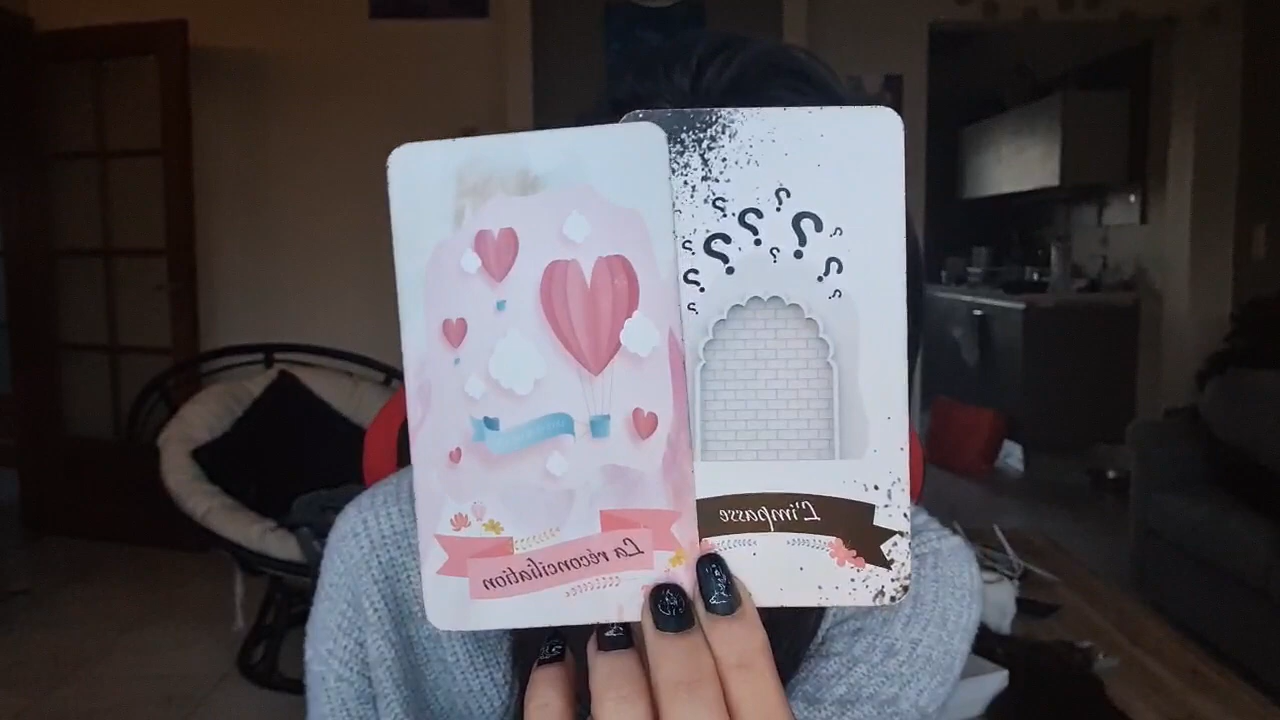 La réconciliation
L'impasse
? ? ? ? ? ? ? ? ? ? ?